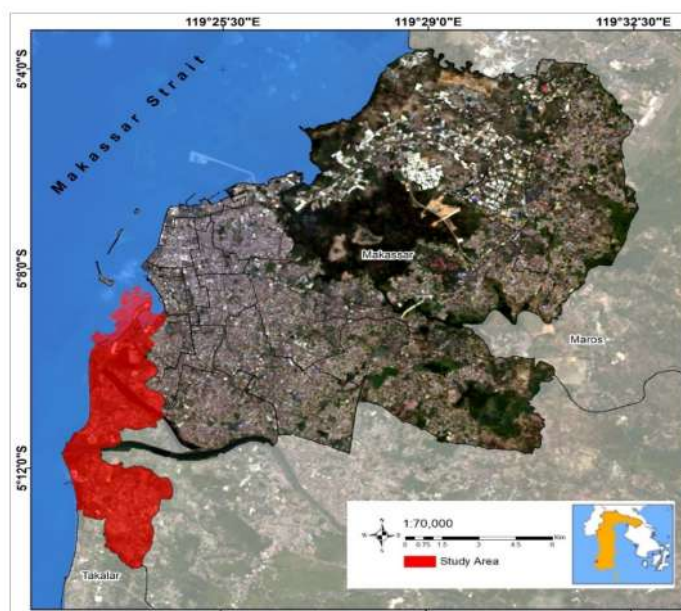 119°25'30"E 119°29'0"E 119°32'30"E
5°4'0"S
Makassar Strait
5°8'0"S
Makassar
Maros
5°12'0"S
1:70,000
0 0.75 1.5 3 4.5 6
Km
Study Area
Takalar